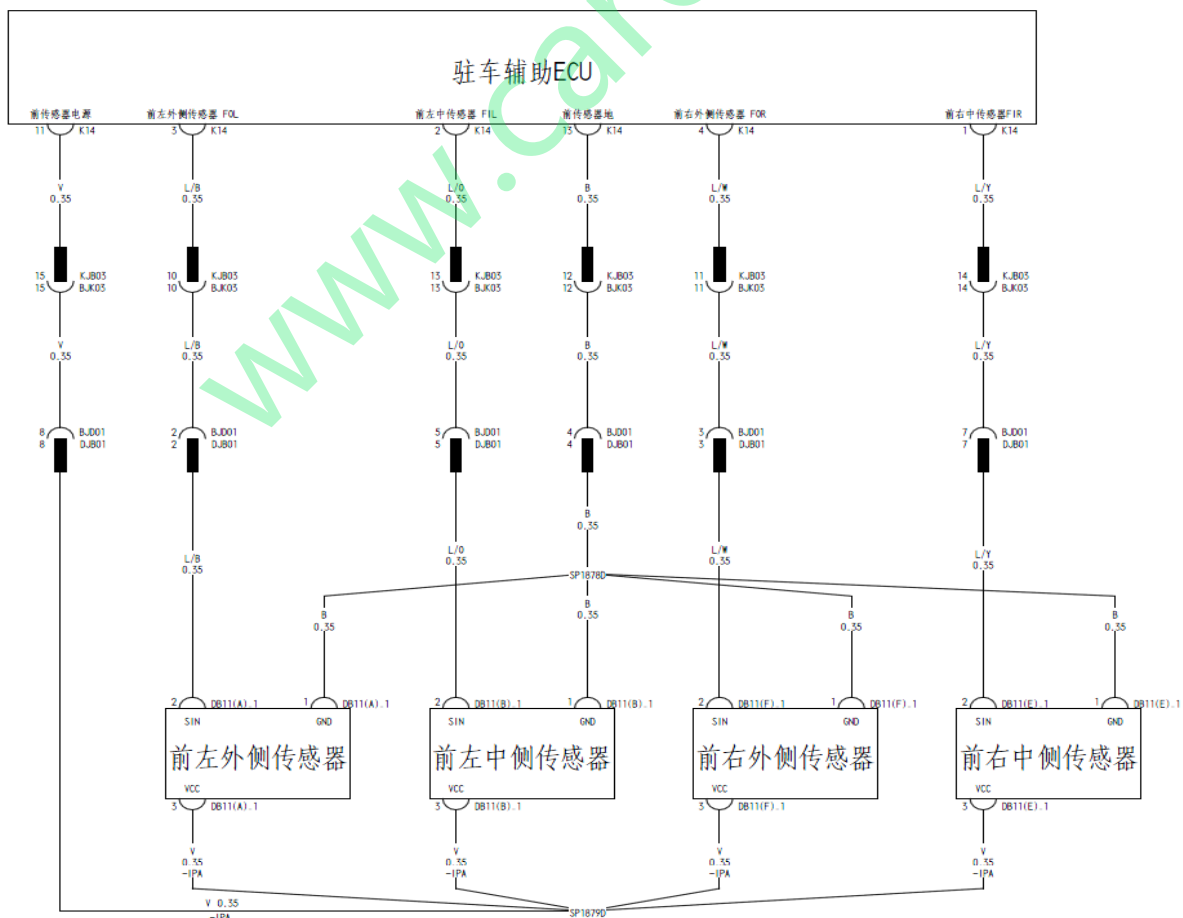 驻车辅助ECU
前传感器电源 前左外侧传感器 FOL 前左中传感器 FIL 前传感器地 前右外侧传感器 FOR 前右中传感器FIR
11 K14 3 K14 2 K14 13 K14 4 K14 1 K14
V L/B L/O B L/W L/Y
0.35 0.35 0.35 0.35 0.35 0.35
15 KJB03 10 KJB03 13 KJB03 12 KJB03 11 KJB03 14 KJB03
15 BJK03 10 BJK03 13 BJK03 12 BJK03 11 BJK03 14 BJK03
V L/B L/O B L/W L/Y
0.35 0.35 0.35 0.35 0.35 0.35
8 BJD01 2 BJD01 5 BJD01 4 BJD01 3 BJD01 7 BJD01
8 DJB01 2 DJB01 5 DJB01 4 DJB01 3 DJB01 7 DJB01
B
0.35
L/B L/O L/W L/Y
0.35 0.35 0.35 0.35
SP1878D
B B B B
0.35 0.35 0.35 0.35
2 DB11(A).1 1 DB11(A).1 2 DB11(B).1 1 DB11(B).1 2 DB11(F).1 1 DB11(F).1 2 DB11(E).1 1 DB11(E).1
SIN GND SIN GND SIN GND SIN GND
前左外侧传感器 前左中侧传感器 前右外侧传感器 前右中侧传感器
VCC VCC VCC VCC
3 DB11(A).1 3 DB11(B).1 3 DB11(F).1 3 DB11(E).1
V V V V
0.35 0.35 0.35 0.35
-IPA -IPA -IPA -IPA
V 0.35
-IPA
SP1879D
www.car